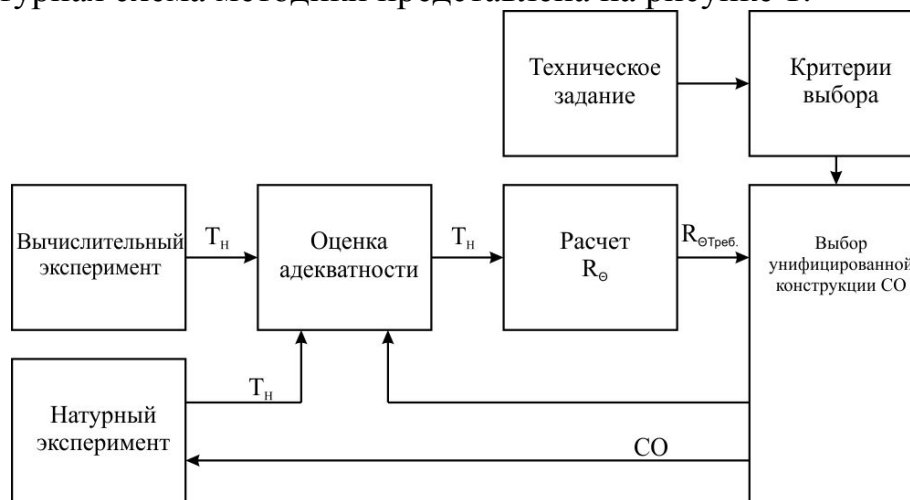 турная схема методики представлена на рисунке 1.
Техническое
задание
Критерии
выбора
Вычислительный
эксперимент
Tн
Оценка
адекватности
Tн
Расчет
RΘ
RΘТреб.
Выбор
унифицированной
конструкции СО
Натурный
эксперимент
Tн
СО